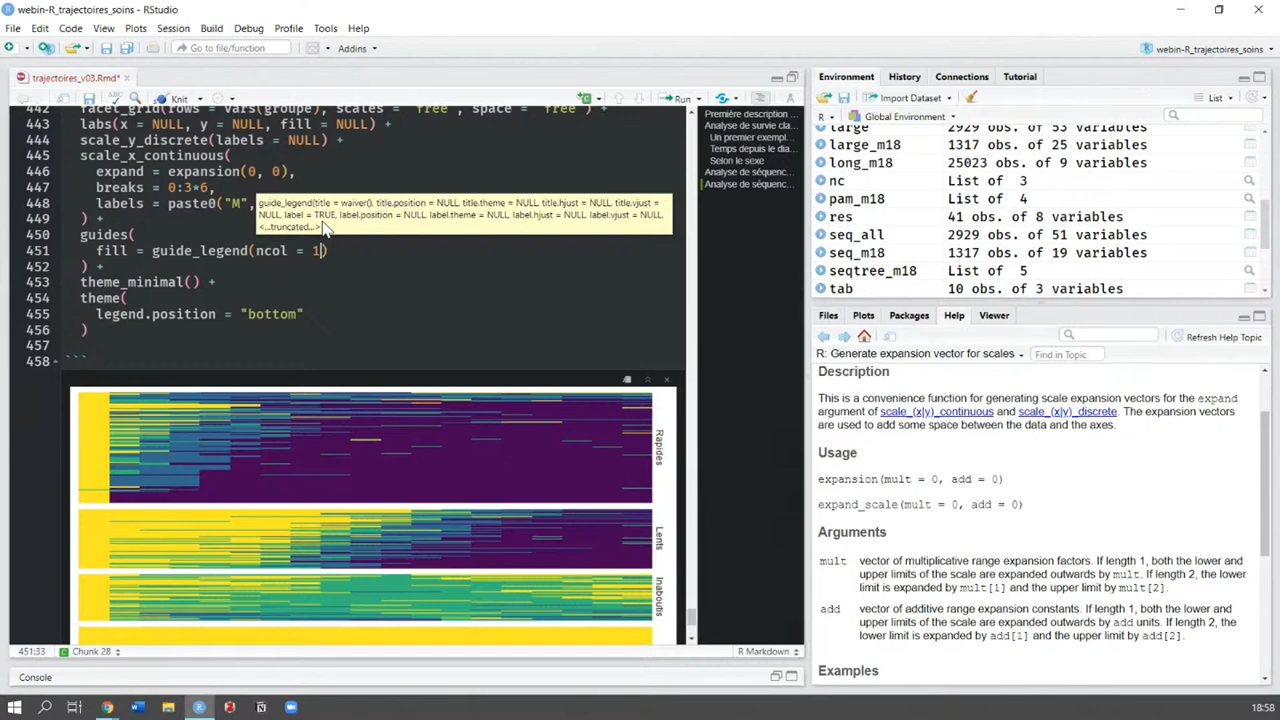 webin-R_trajectoires_soins - RStudio
File Edit Code View Plots Session Build Debug Profile Tools Help
Go to file/function Addins webin-R_trajectoires_soins
trajectoires_v03.Rmd*
Knit Run
442 facet_grid(rows = vars(groupe), scales = "free", space = "free") +
443 labs(x = NULL, y = NULL, fill = NULL) +
444 scale_y_discrete(labels = NULL) +
445 scale_x_continuous(
446 expand = expansion(0, 0),
447 breaks = 0:3*6,
448 labels = paste0("M",
449 ) +
450 guides(
451 fill = guide_legend(ncol = 1)
452 ) +
453 theme_minimal() +
454 theme(
455 legend.position = "bottom"
456 )
457
458 ```
guide_legend(title = waiver(), title.position = NULL, title.theme = NULL, title.hjust = NULL, title.vjust =
NULL, label = TRUE, label.position = NULL, label.theme = NULL, label.hjust = NULL, label.vjust = NULL,
<...truncated...>
Première description
Analyse de survie cla...
Un premier exempl...
Temps depuis le dia...
Selon le sexe
Analyse de séquenc...
Analyse de séquenc...
Rapides
Lents
Inaboutis
451:33 Chunk 28 R Markdown
Console
Environment History Connections Tutorial
Import Dataset List
R Global Environment
large 2929 obs. of 53 variables
large_m18 1317 obs. of 25 variables
long_m18 25023 obs. of 9 variables
nc List of 3
pam_m18 List of 4
res 41 obs. of 8 variables
seq_all 2929 obs. of 51 variables
seq_m18 1317 obs. of 19 variables
seqtree_m18 List of 5
tab 10 obs. of 3 variables
Files Plots Packages Help Viewer
Refresh Help Topic
R: Generate expansion vector for scales Find in Topic
Description
This is a convenience function for generating scale expansion vectors for the expand
argument of scale_(x|y)_continuous and scale_(x|y)_discrete. The expansion vectors
are used to add some space between the data and the axes.
Usage
expansion(mult = 0, add = 0)
expand_scale(mult = 0, add = 0)
Arguments
mult vector of multiplicative range expansion factors. If length 1, both the lower and
upper limits of the scale are expanded outwards by mult. If length 2, the lower
limit is expanded by mult[1] and the upper limit by mult[2].
add vector of additive range expansion constants. If length 1, both the lower and
upper limits of the scale are expanded outwards by add units. If length 2, the
lower limit is expanded by add[1] and the upper limit by add[2].
Examples
18:58